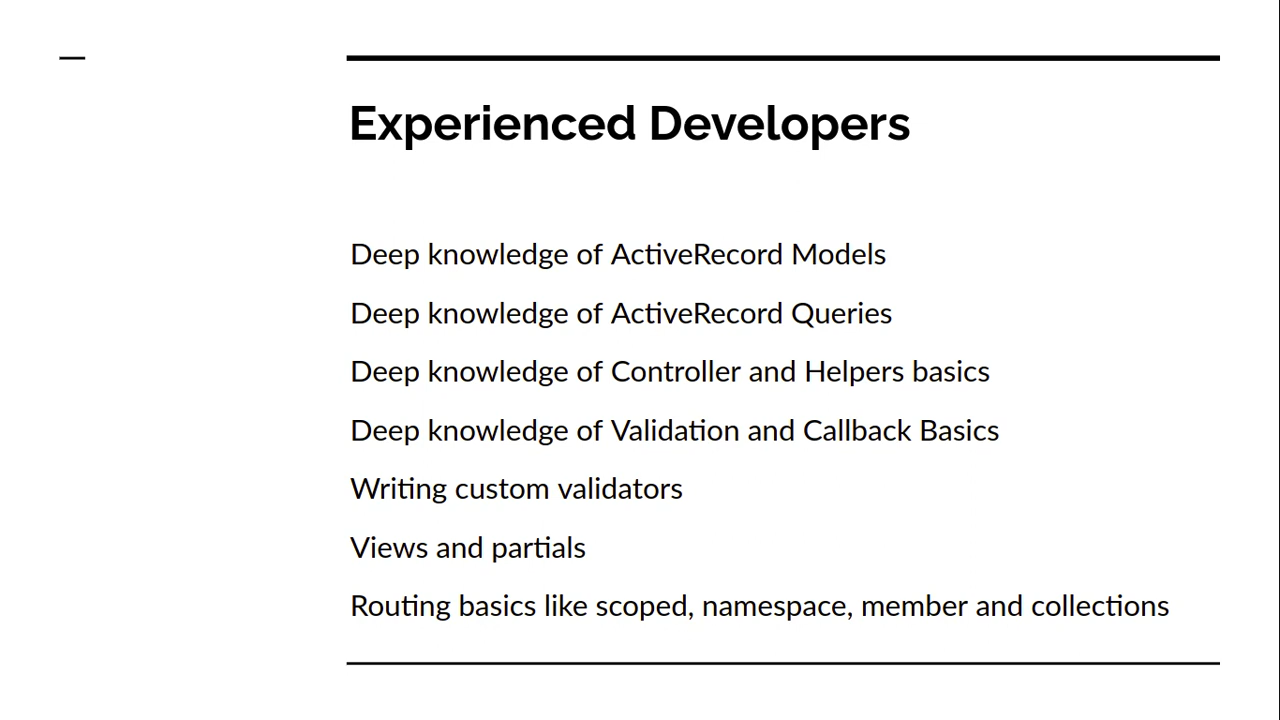 Experienced Developers
Deep knowledge of ActiveRecord Models
Deep knowledge of ActiveRecord Queries
Deep knowledge of Controller and Helpers basics
Deep knowledge of Validation and Callback Basics
Writing custom validators
Views and partials
Routing basics like scoped, namespace, member and collections